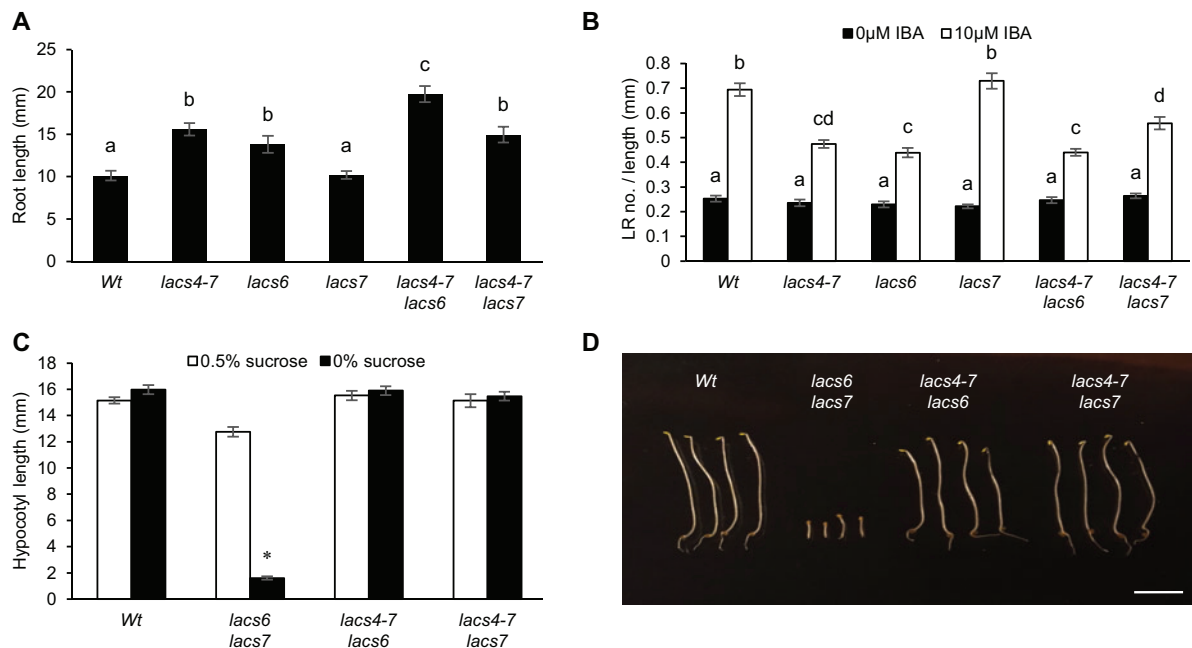 A
Root length (mm)
25
20
15
10
5
0
a
b
b
a
c
b
Wt
lacs4-7
lacs6
lacs7
lacs4-7
lacs6
lacs4-7
lacs7
B
■0µM IBA □10µM IBA
LR no. / length (mm)
0.8
0.7
0.6
0.5
0.4
0.3
0.2
0.1
0
a
b
a
cd
a
c
a
b
a
c
a
d
Wt
lacs4-7
lacs6
lacs7
lacs4-7
lacs6
lacs4-7
lacs7
C
□0.5% sucrose ■0% sucrose
Hypocotyl length (mm)
18
16
14
12
10
8
6
4
2
0
*
Wt
lacs6
lacs7
lacs4-7
lacs6
lacs4-7
lacs7
D
Wt
lacs6
lacs7
lacs4-7
lacs6
lacs4-7
lacs7